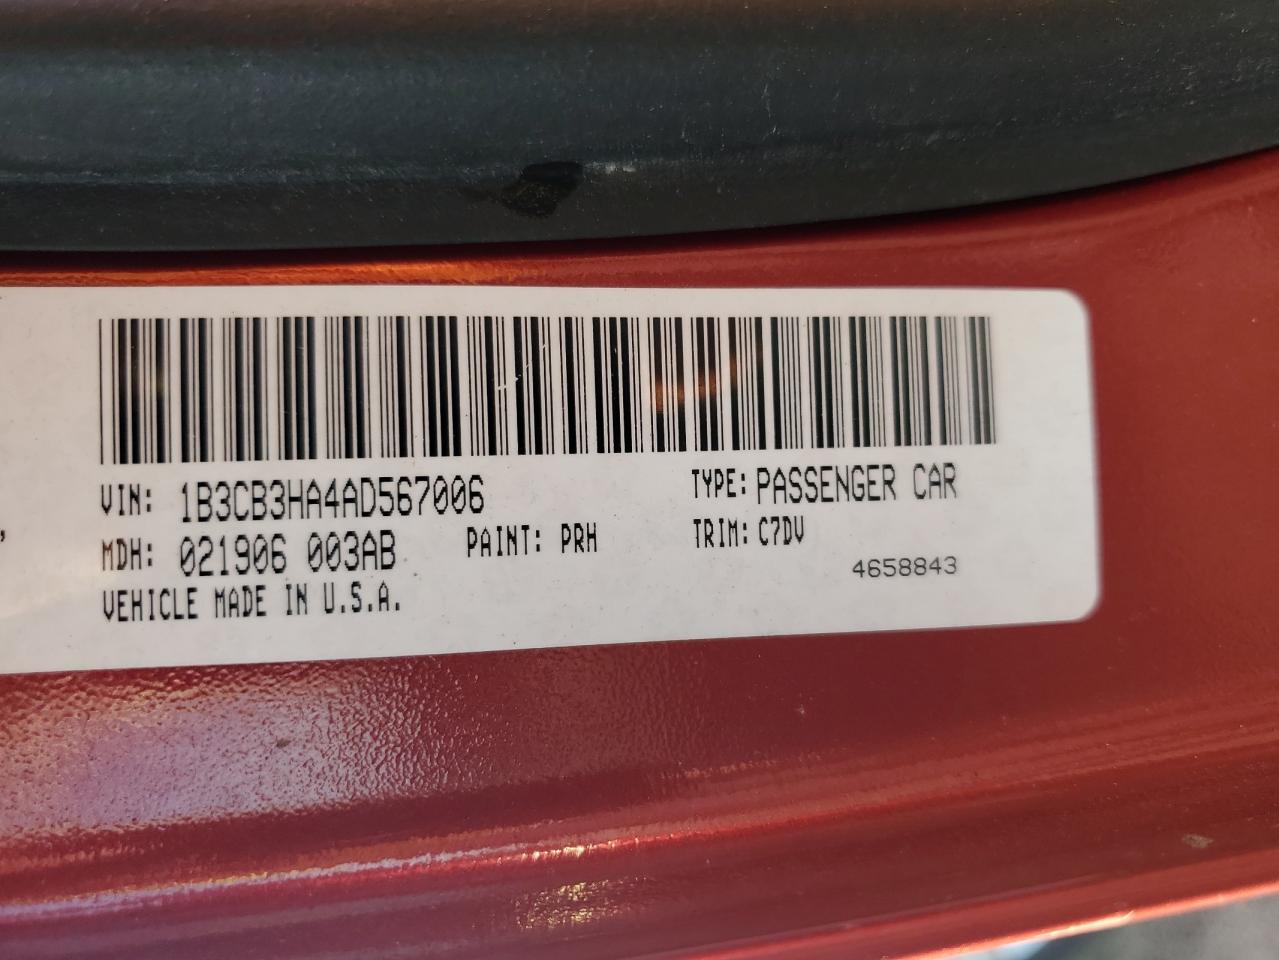 ,
VIN: 1B3CB3HA4AD567006 TYPE: PASSENGER CAR
MDH: 021906 003AB PAINT: PRH TRIM: C7DV
VEHICLE MADE IN U.S.A. 4658843